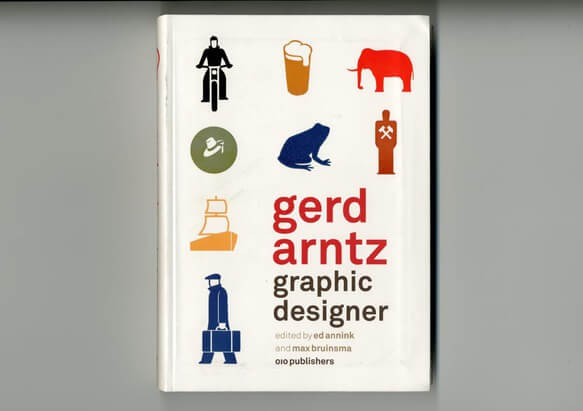 gerd
arntz
graphic
designer
edited by ed annink
and max bruinsma
010 publishers